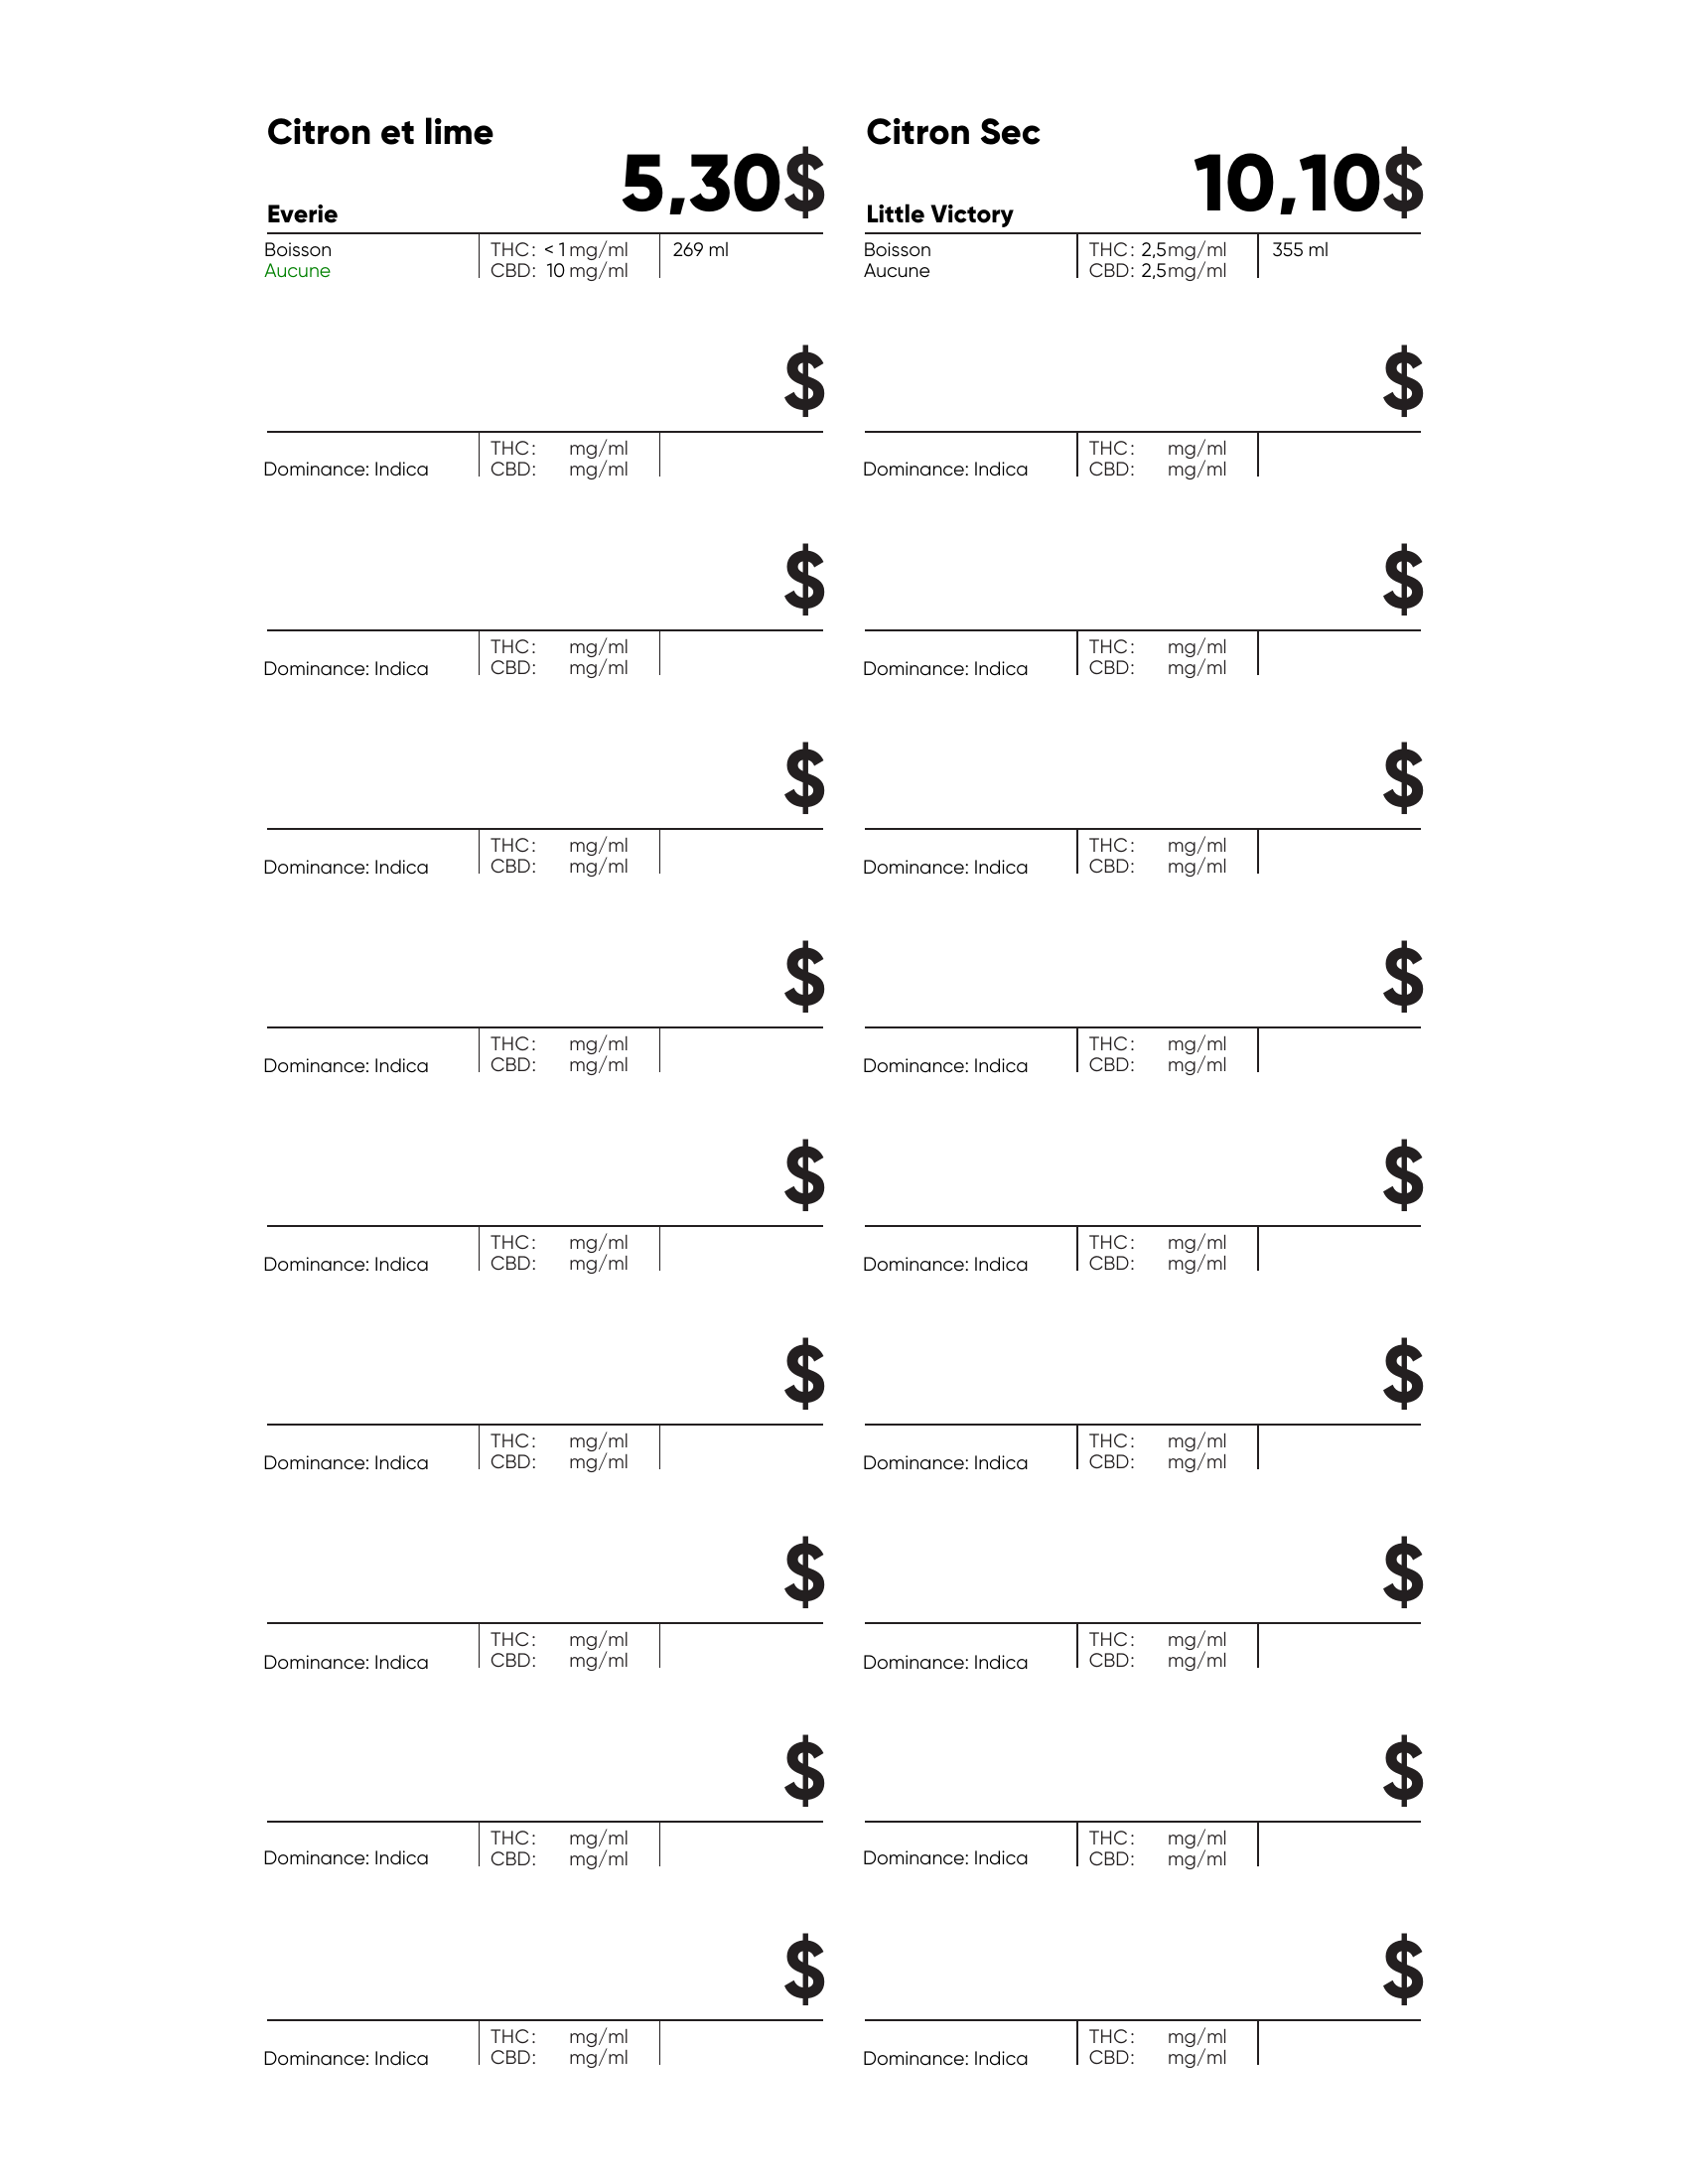 Citron et lime
5,30$
Everie
Boisson THC: < 1 mg/ml 269 ml
Aucune CBD: 10 mg/ml
Citron Sec
10,10$
Little Victory
Boisson THC: 2,5mg/ml 355 ml
Aucune CBD: 2,5mg/ml
$ $
THC: mg/ml THC: mg/ml
Dominance: Indica CBD: mg/ml Dominance: Indica CBD: mg/ml
$ $
THC: mg/ml THC: mg/ml
Dominance: Indica CBD: mg/ml Dominance: Indica CBD: mg/ml
$ $
THC: mg/ml THC: mg/ml
Dominance: Indica CBD: mg/ml Dominance: Indica CBD: mg/ml
$ $
THC: mg/ml THC: mg/ml
Dominance: Indica CBD: mg/ml Dominance: Indica CBD: mg/ml
$ $
THC: mg/ml THC: mg/ml
Dominance: Indica CBD: mg/ml Dominance: Indica CBD: mg/ml
$ $
THC: mg/ml THC: mg/ml
Dominance: Indica CBD: mg/ml Dominance: Indica CBD: mg/ml
$ $
THC: mg/ml THC: mg/ml
Dominance: Indica CBD: mg/ml Dominance: Indica CBD: mg/ml
$ $
THC: mg/ml THC: mg/ml
Dominance: Indica CBD: mg/ml Dominance: Indica CBD: mg/ml
$ $
THC: mg/ml THC: mg/ml
Dominance: Indica CBD: mg/ml Dominance: Indica CBD: mg/ml